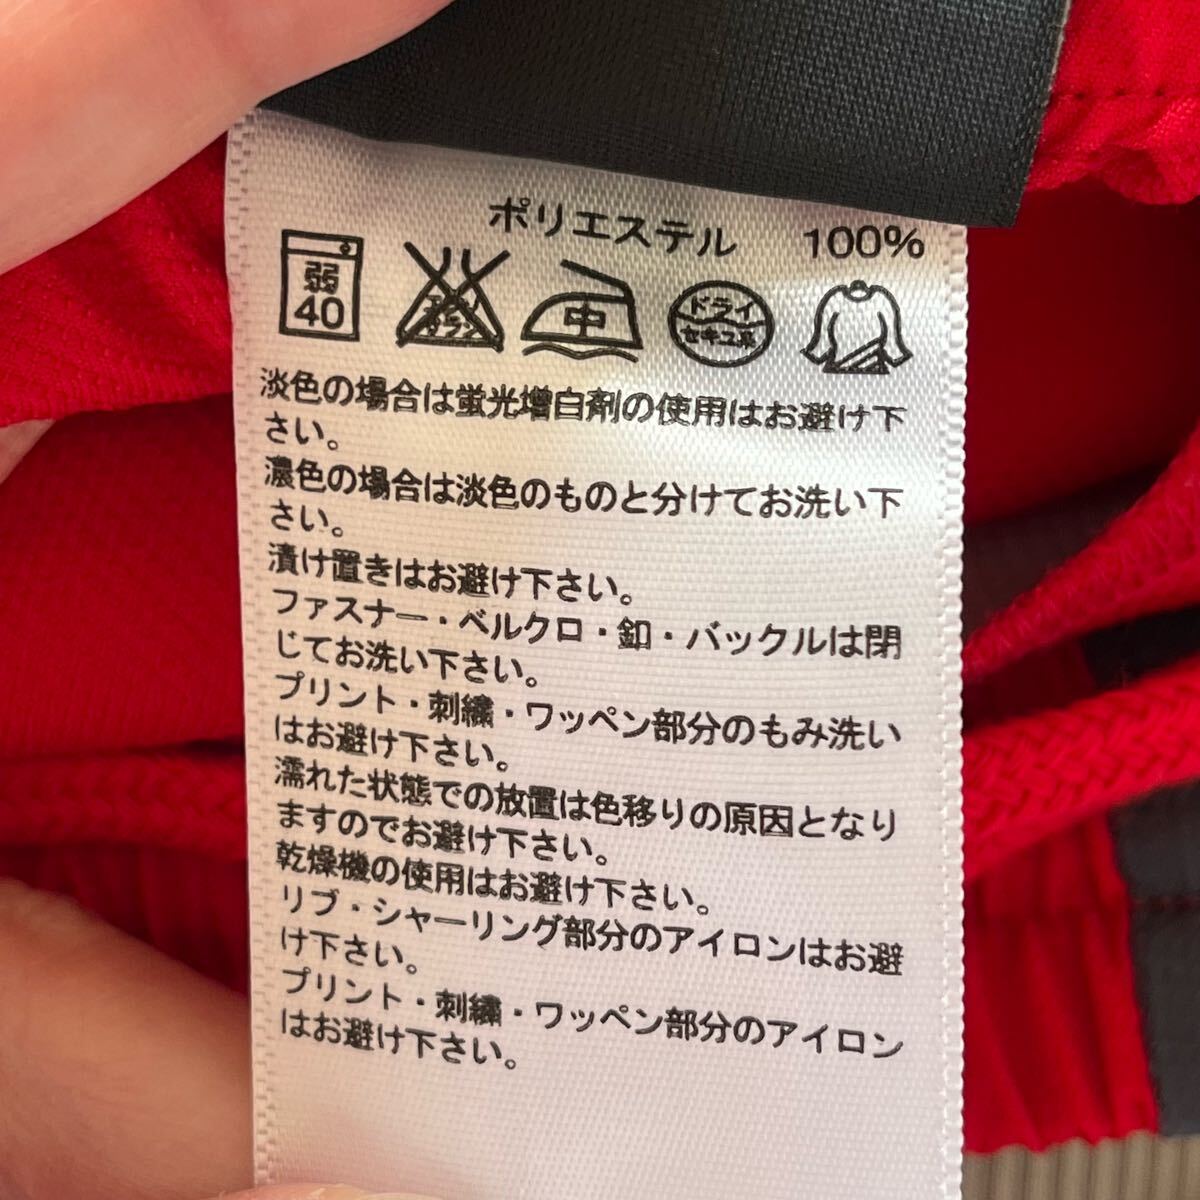 ポリエステル 100%
弱 40 中 ドライ セキユ系
淡色の場合は蛍光増白剤の使用はお避け下
さい。
濃色の場合は淡色のものと分けてお洗い下
さい。
漬け置きはお避け下さい。
ファスナー・ベルクロ・釦・バックルは閉
じてお洗い下さい。
プリント・刺繍・ワッペン部分のもみ洗い
はお避け下さい。
濡れた状態での放置は色移りの原因となり
ますのでお避け下さい。
乾燥機の使用はお避け下さい。
リブ・シャーリング部分のアイロンはお避
け下さい。
プリント・刺繍・ワッペン部分のアイロン
はお避け下さい。